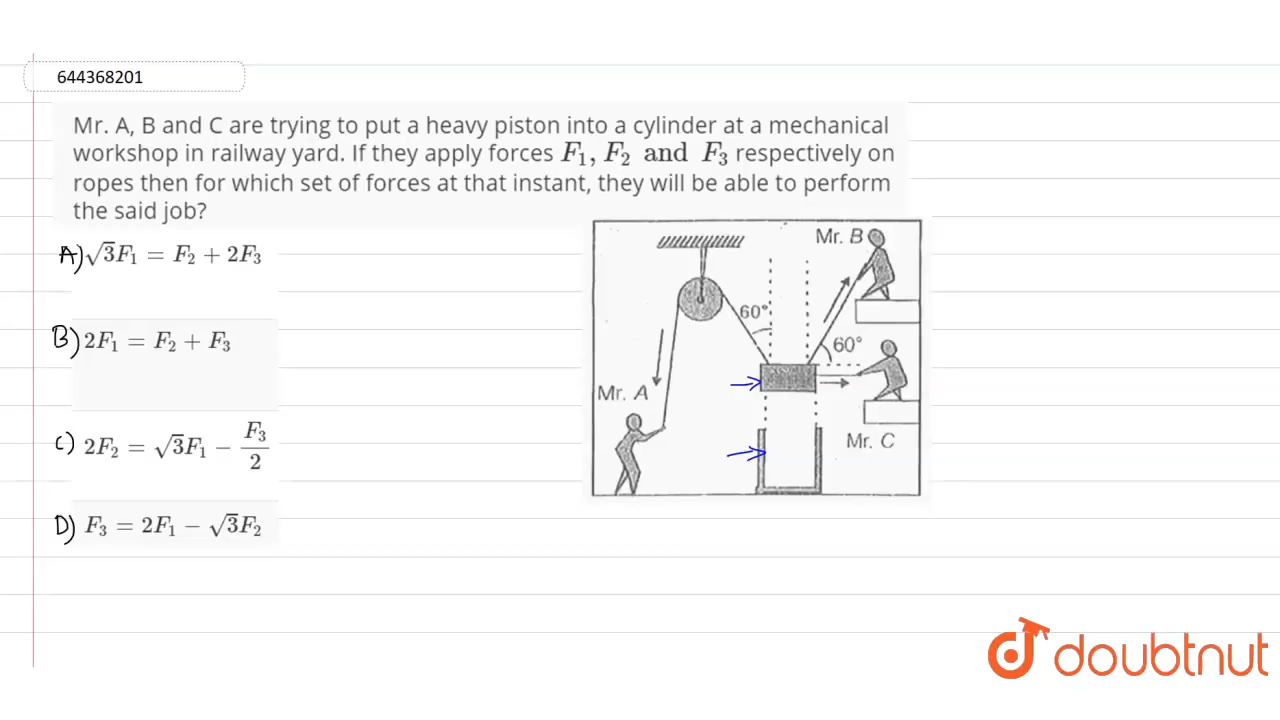 644368201
Mr. A, B and C are trying to put a heavy piston into a cylinder at a mechanical
workshop in railway yard. If they apply forces F₁, F₂ and F₃ respectively on
ropes then for which set of forces at that instant, they will be able to perform
the said job?
A) √3F₁ = F₂ + 2F₃
B) 2F₁ = F₂ + F₃
C) 2F₂ = √3F₁ − F₃/2
D) F₃ = 2F₁ − √3F₂
Mr. B
60°
60°
Mr. A
Mr. C
doubtnut